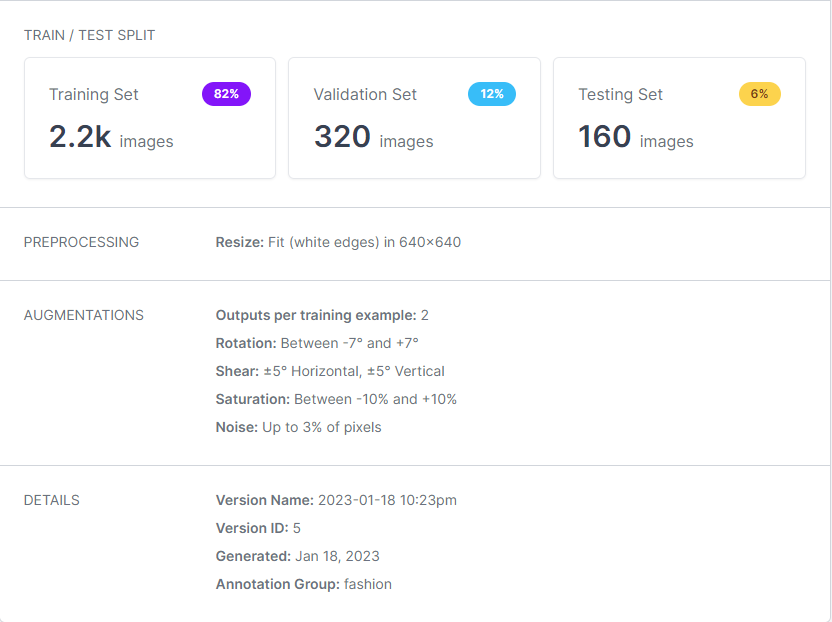 TRAIN / TEST SPLIT
Training Set 82%
2.2k images
Validation Set 12%
320 images
Testing Set 6%
160 images
PREPROCESSING
Resize: Fit (white edges) in 640×640
AUGMENTATIONS
Outputs per training example: 2
Rotation: Between -7° and +7°
Shear: ±5° Horizontal, ±5° Vertical
Saturation: Between -10% and +10%
Noise: Up to 3% of pixels
DETAILS
Version Name: 2023-01-18 10:23pm
Version ID: 5
Generated: Jan 18, 2023
Annotation Group: fashion